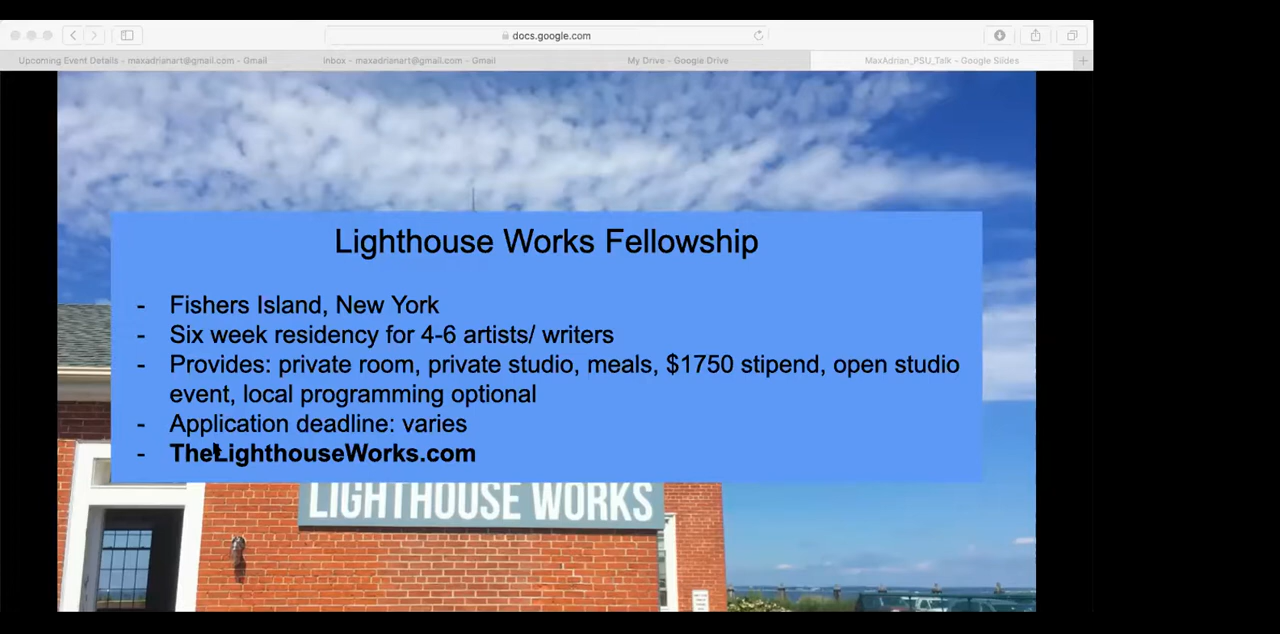 docs.google.com
Upcoming Event Details - maxadrianart@gmail.com - Gmail
Inbox - maxadrianart@gmail.com - Gmail
My Drive - Google Drive
MaxAdrian_PSU_Talk - Google Slides
Lighthouse Works Fellowship
- Fishers Island, New York
- Six week residency for 4-6 artists/ writers
- Provides: private room, private studio, meals, $1750 stipend, open studio
event, local programming optional
- Application deadline: varies
- TheLighthouseWorks.com
LIGHTHOUSE WORKS